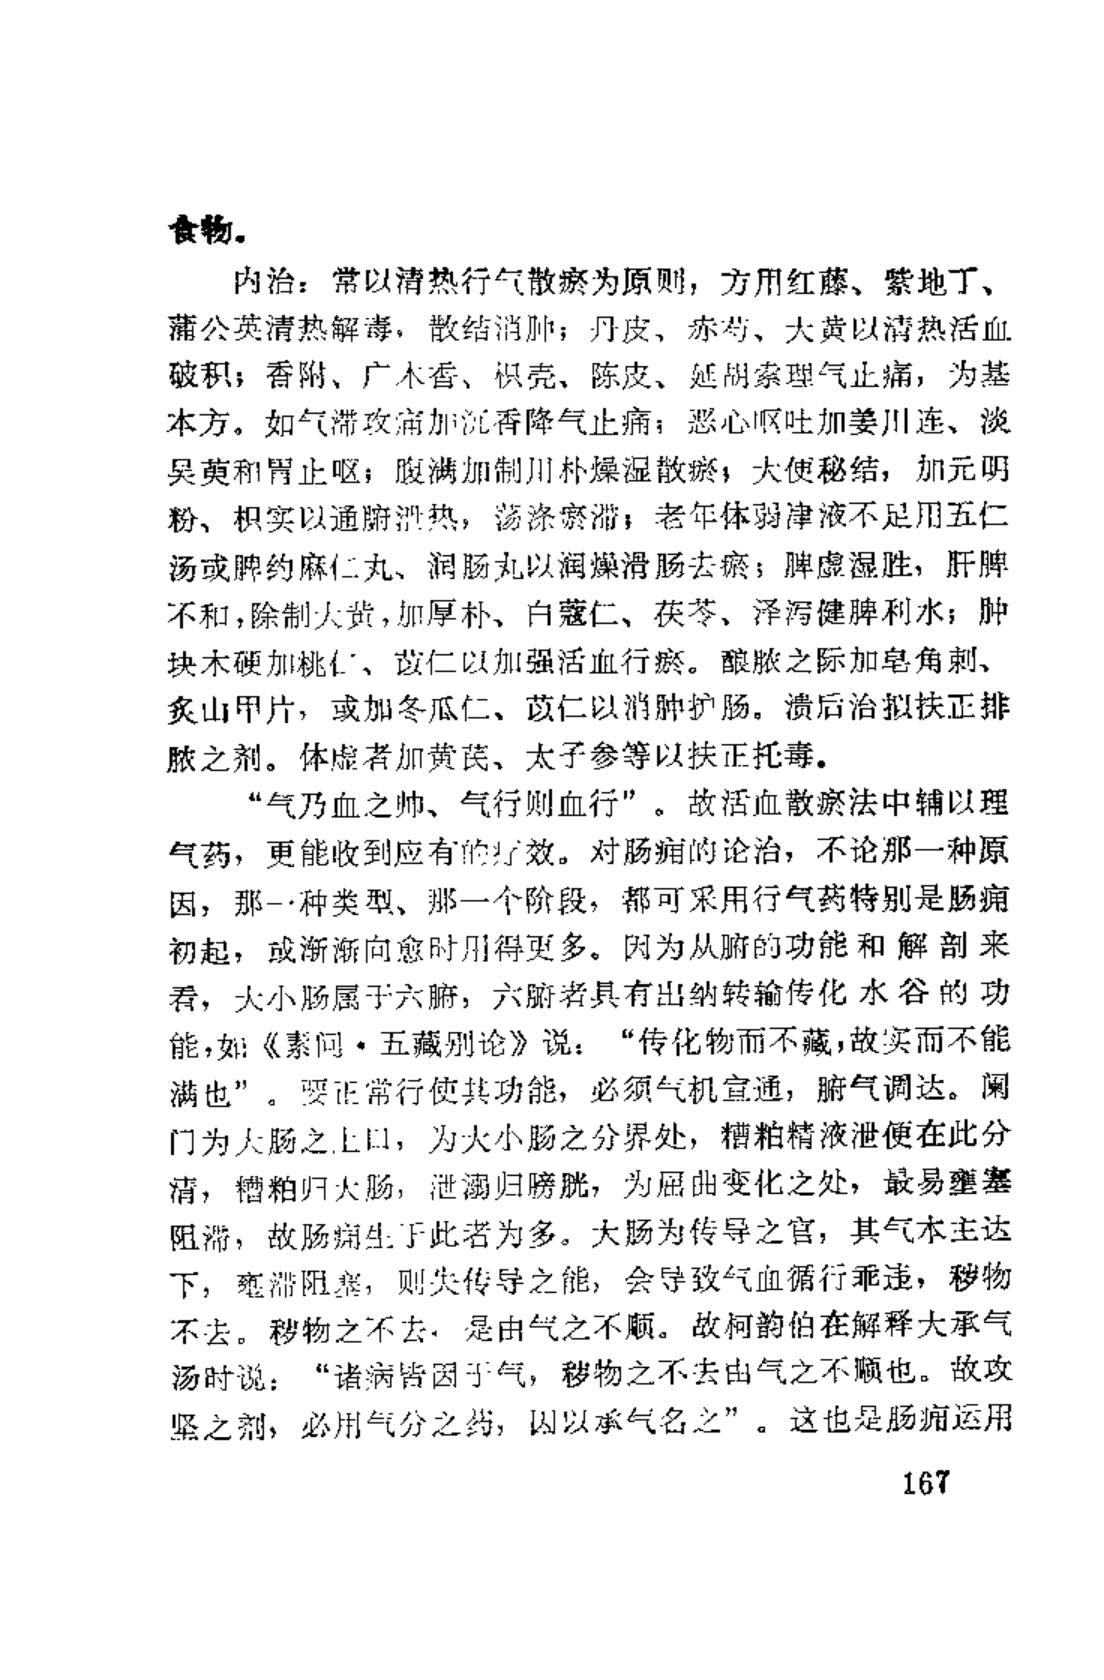 食物。
内治：常以清热行气散瘀为原则，方用红藤、紫地丁、
蒲公英清热解毒，散结消肿；丹皮、赤芍、大黄以清热活血
破积；香附、广木香、枳壳、陈皮、延胡索理气止痛，为基
本方。如气滞攻痛加沉香降气止痛；恶心呕吐加姜川连、淡
吴萸和胃止呕；腹满加制川朴燥湿散瘀；大便秘结，加元明
粉、枳实以通腑泄热，荡涤瘀滞；老年体弱津液不足用五仁
汤或脾约麻仁丸、润肠丸以润燥滑肠去瘀；脾虚湿胜，肝脾
不和，除制大黄，加厚朴、白蔻仁、茯苓、泽泻健脾利水；肿
块木硬加桃仁、苡仁以加强活血行瘀。酿脓之际加皂角刺、
炙山甲片，或加冬瓜仁、苡仁以消肿护肠。溃后治拟扶正排
脓之剂。体虚者加黄芪、太子参等以扶正托毒。
“气乃血之帅、气行则血行”。故活血散瘀法中辅以理
气药，更能收到应有的疗效。对肠痈的论治，不论那一种原
因，那一种类型、那一个阶段，都可采用行气药特别是肠痈
初起，或渐渐向愈时用得更多。因为从腑的功能和解剖来
看，大小肠属于六腑，六腑者具有出纳转输传化水谷的功
能，如《素问·五藏别论》说：“传化物而不藏，故实而不能
满也”。要正常行使其功能，必须气机宣通，腑气调达。阑
门为大肠之上口，为大小肠之分界处，糟粕精液泄便在此分
清，糟粕归大肠，泄溺归膀胱，为屈曲变化之处，最易壅塞
阻滞，故肠痈生于此者为多。大肠为传导之官，其气本主达
下，壅滞阻塞，则失传导之能，会导致气血循行乖违，秽物
不去。秽物之不去，是由气之不顺。故柯韵伯在解释大承气
汤时说：“诸病皆因于气，秽物之不去由气之不顺也。故攻
坚之剂，必用气分之药，因以承气名之”。这也是肠痈运用
167